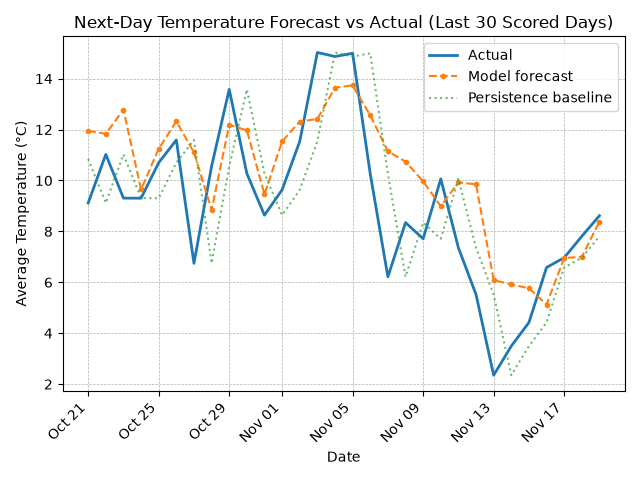 Next-Day Temperature Forecast vs Actual (Last 30 Scored Days)
Actual
Model forecast
Persistence baseline
Average Temperature (°C)
14
12
10
8
6
4
2
Oct 21
Oct 25
Oct 29
Nov 01
Nov 05
Nov 09
Nov 13
Nov 17
Date